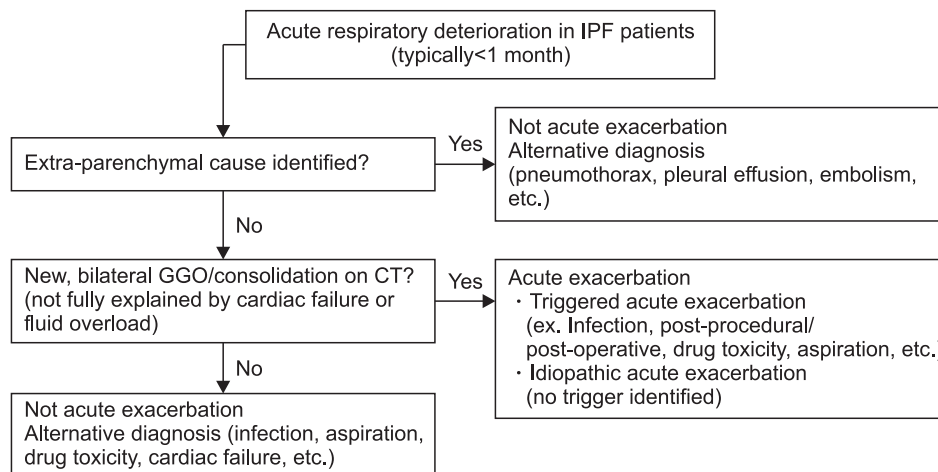 Acute respiratory deterioration in IPF patients
(typically<1 month)
Extra-parenchymal cause identified?
Yes
Not acute exacerbation
Alternative diagnosis
(pneumothorax, pleural effusion, embolism,
etc.)
No
New, bilateral GGO/consolidation on CT?
(not fully explained by cardiac failure or
fluid overload)
Yes
Acute exacerbation
· Triggered acute exacerbation
(ex. Infection, post-procedural/
post-operative, drug toxicity, aspiration, etc.)
· Idiopathic acute exacerbation
(no trigger identified)
No
Not acute exacerbation
Alternative diagnosis (infection, aspiration,
drug toxicity, cardiac failure, etc.)